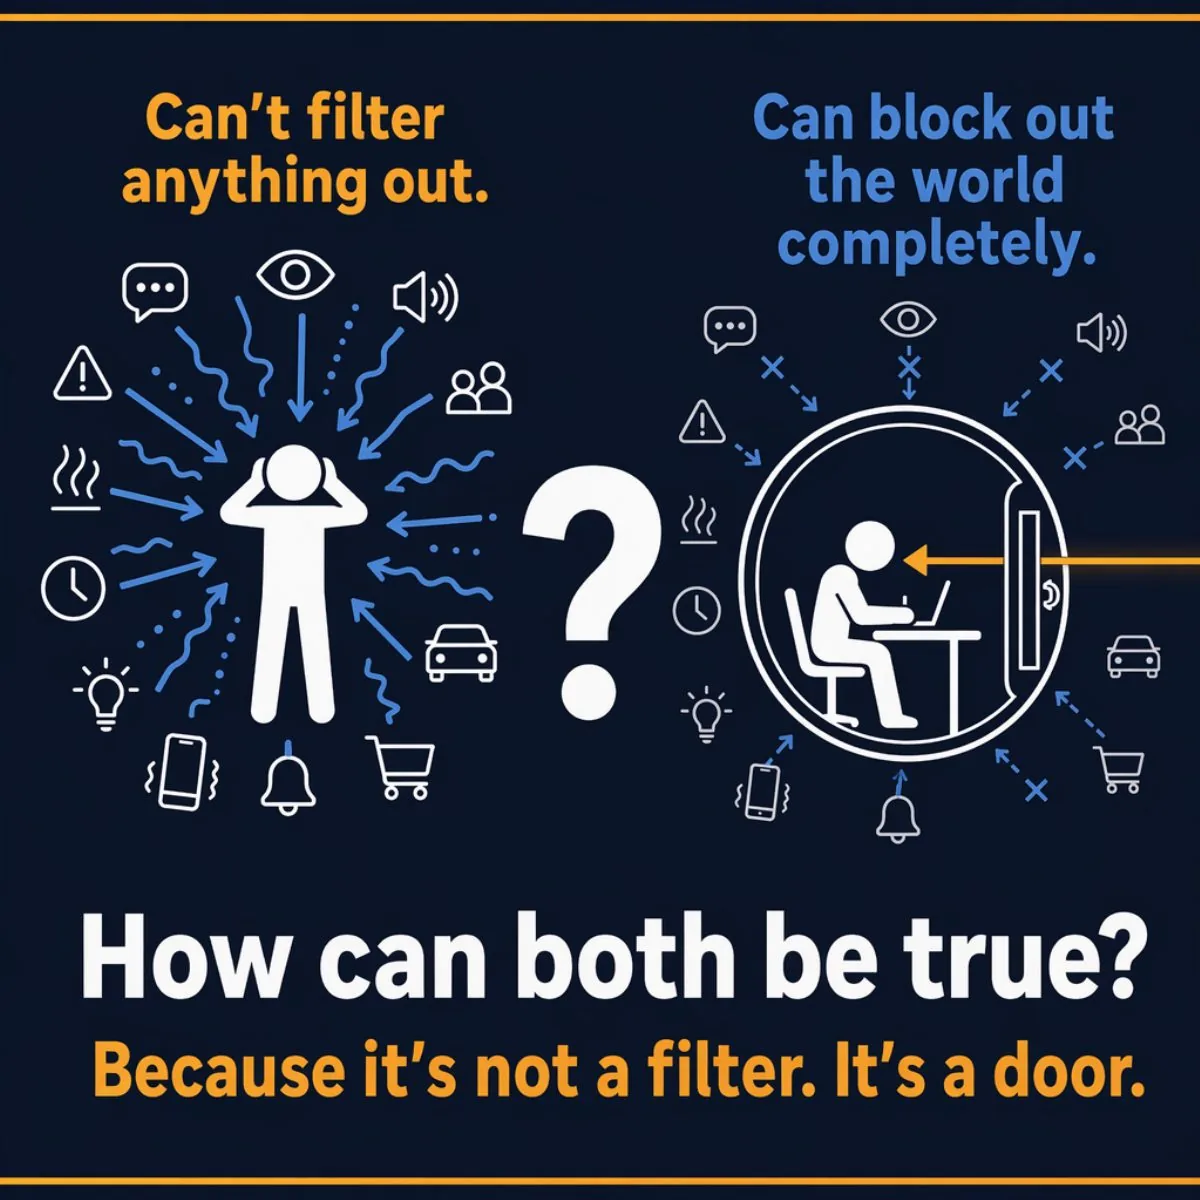 Can't filter
anything out.
Can block out
the world
completely.
?
How can both be true?
Because it's not a filter. It's a door.